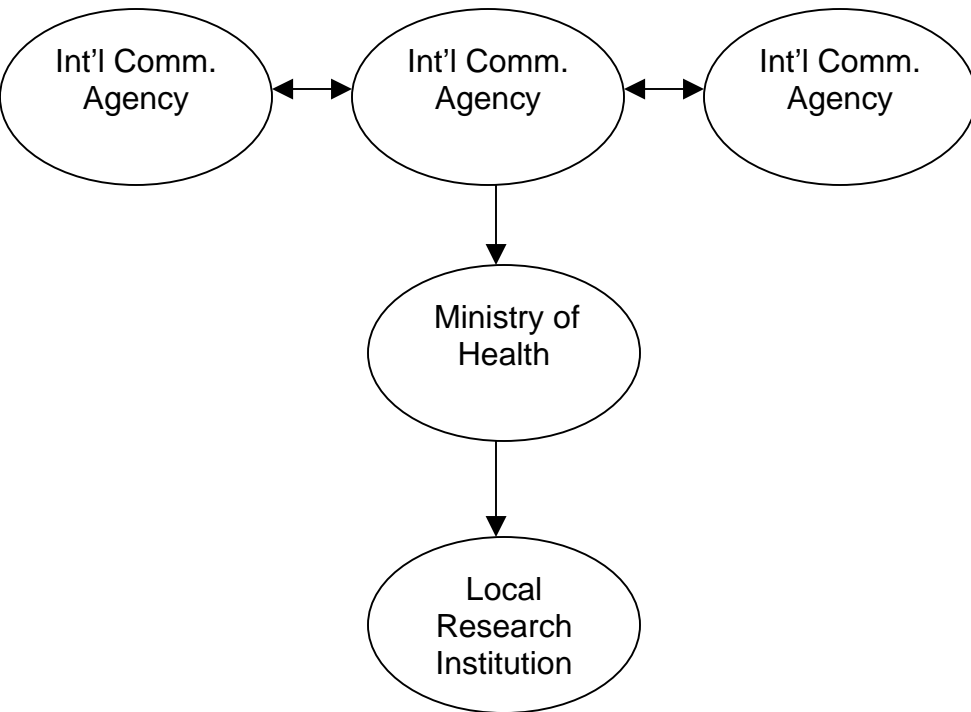 Int’l Comm.
Agency
Int’l Comm.
Agency
Int’l Comm.
Agency
Ministry of
Health
Local
Research
Institution